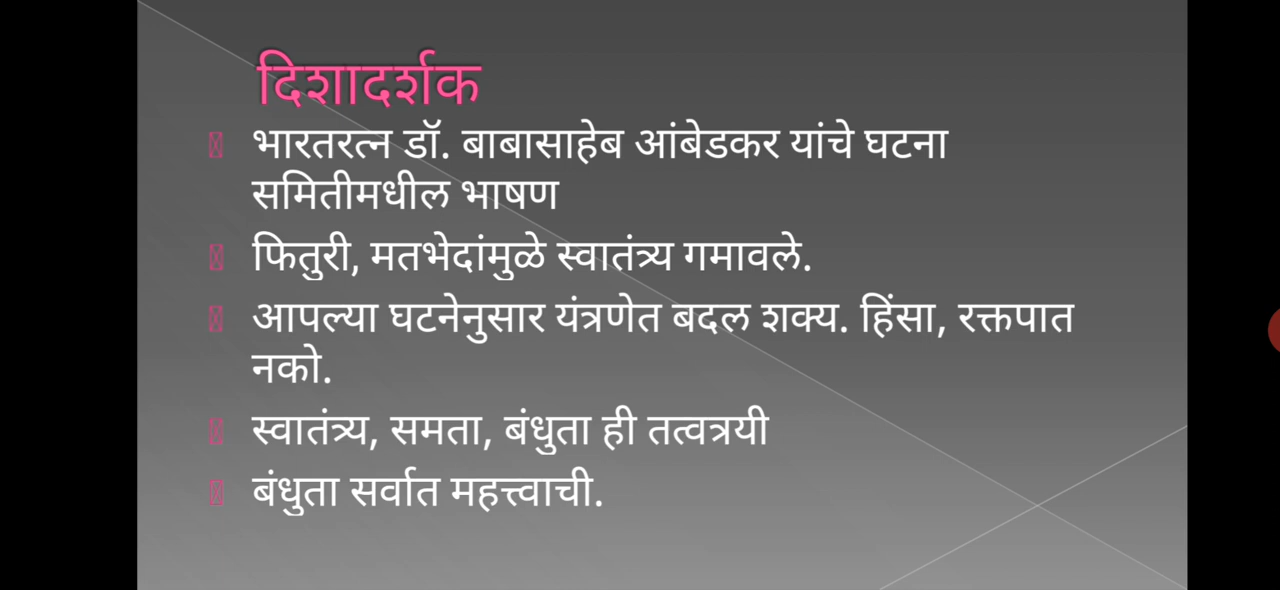 दिशादर्शक
भारतरत्न डॉ. बाबासाहेब आंबेडकर यांचे घटना
समितीमधील भाषण
फितुरी, मतभेदांमुळे स्वातंत्र्य गमावले.
आपल्या घटनेनुसार यंत्रणेत बदल शक्य. हिंसा, रक्तपात
नको.
स्वातंत्र्य, समता, बंधुता ही तत्वत्रयी
बंधुता सर्वात महत्त्वाची.